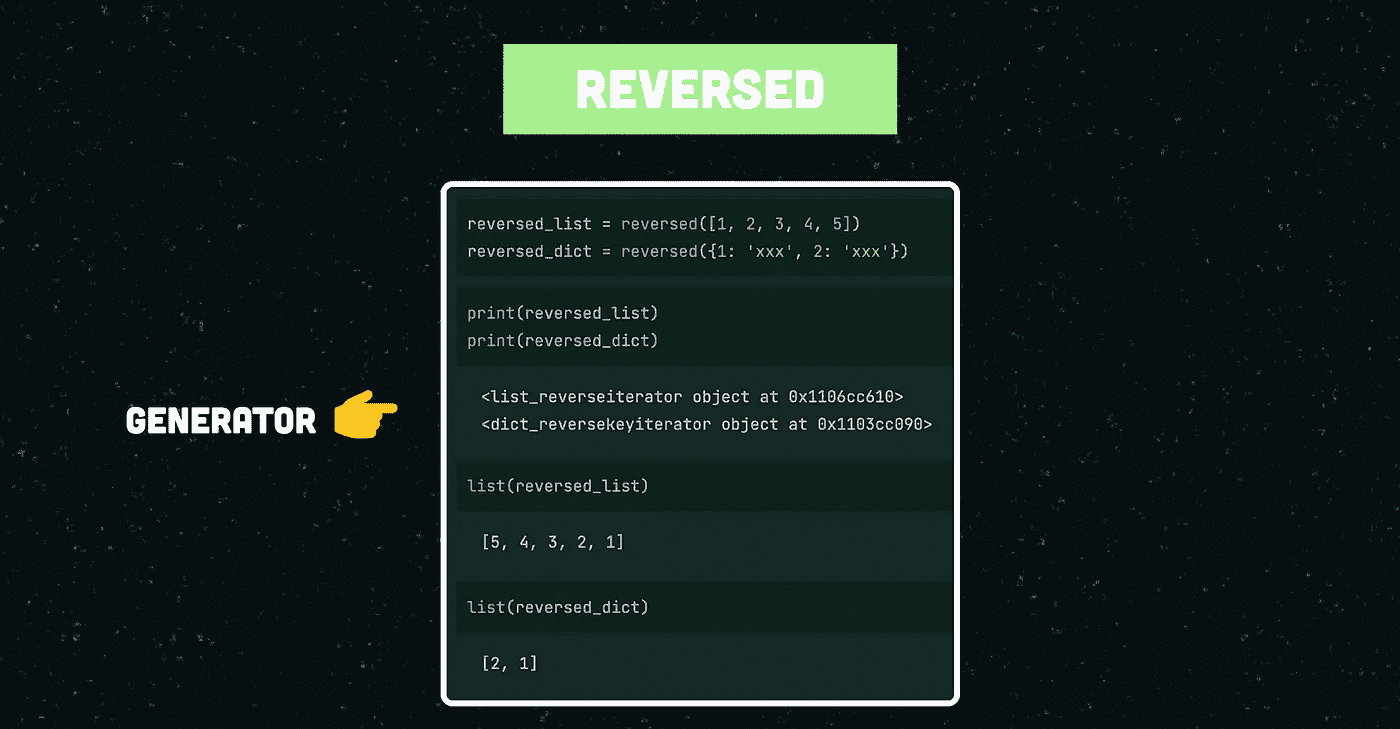 REVERSED
reversed_list = reversed([1, 2, 3, 4, 5])
reversed_dict = reversed({1: 'xxx', 2: 'xxx'})
print(reversed_list)
print(reversed_dict)
<list_reverseiterator object at 0x1106cc610>
GENERATOR
<dict_reversekeyiterator object at 0x1103cc090>
list(reversed_list)
[5, 4, 3, 2, 1]
list(reversed_dict)
[2, 1]